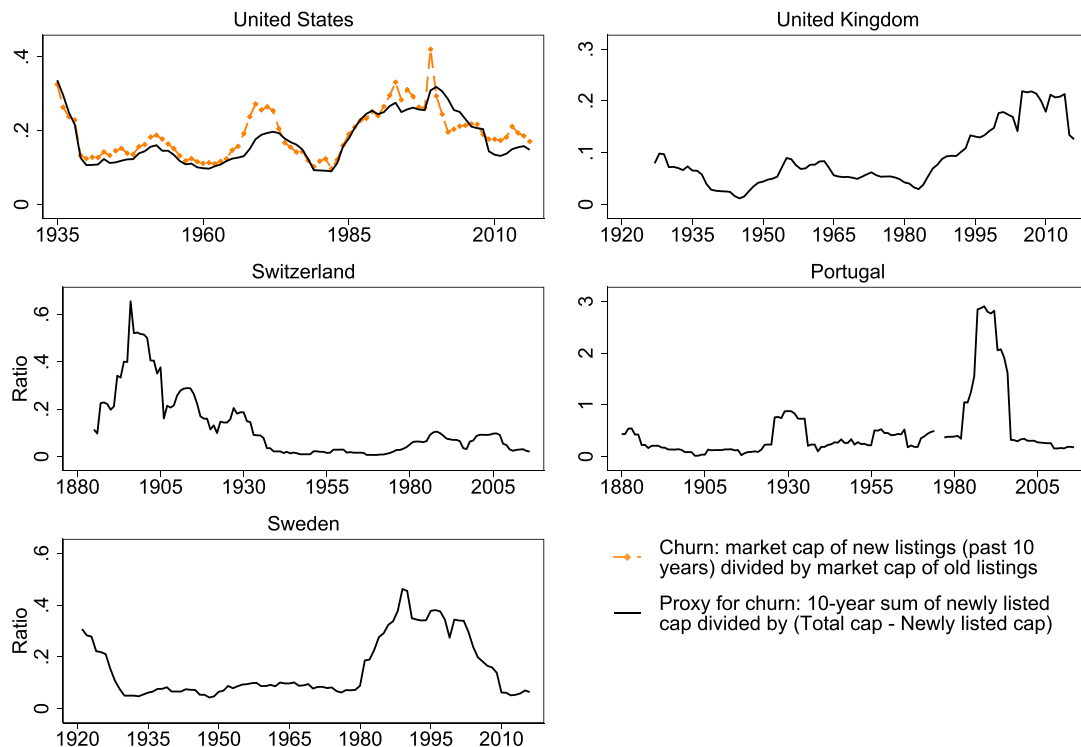 United States
.4
.2
0
1935 1960 1985 2010
United Kingdom
.3
.2
.1
0
1920 1935 1950 1965 1980 1995 2010
Switzerland
Ratio
.6
.4
.2
0
1880 1905 1930 1955 1980 2005
Portugal
3
2
1
0
1880 1905 1930 1955 1980 2005
Sweden
Ratio
.6
.4
.2
0
1920 1935 1950 1965 1980 1995 2010
Churn: market cap of new listings (past 10
years) divided by market cap of old listings
Proxy for churn: 10-year sum of newly listed
cap divided by (Total cap - Newly listed cap)